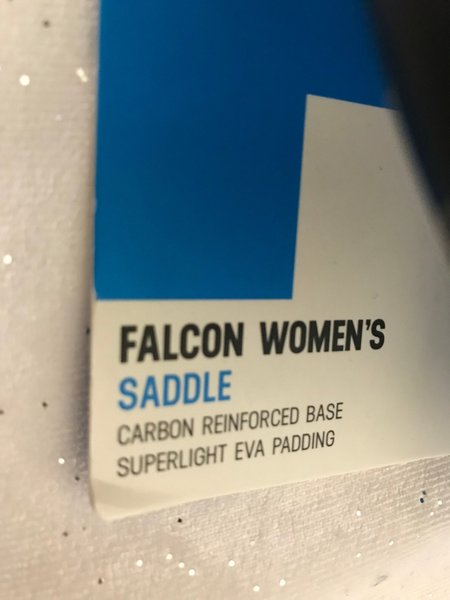 FALCON WOMEN'S
SADDLE
CARBON REINFORCED BASE
SUPERLIGHT EVA PADDING